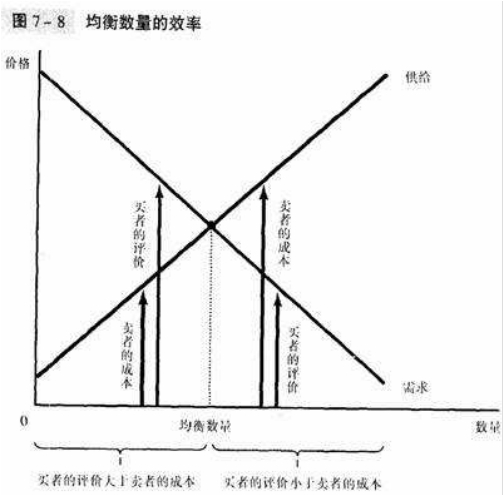 图 7-8 均衡数量的效率
价格
供给
买者的评价
卖者的成本
卖者的成本
买者的评价
需求
0
均衡数量
数量
买者的评价大于卖者的成本
买者的评价小于卖者的成本